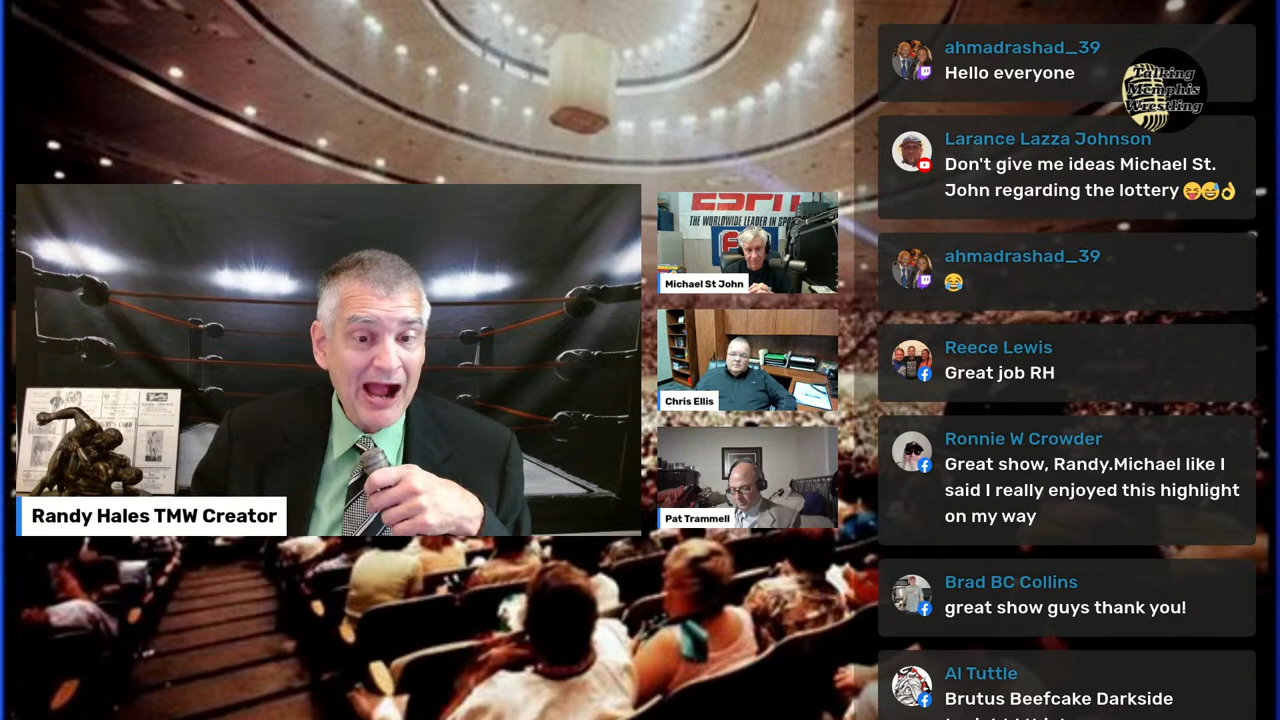 ESPN
THE WORLDWIDE LEADER IN SPO
Michael St John
Chris Ellis
Pat Trammell
Randy Hales TMW Creator
ahmadrashad_39
Hello everyone
Talking
Memphis
Wrestling
Larance Lazza Johnson
Don't give me ideas Michael St.
John regarding the lottery 😝😅👌
ahmadrashad_39
😂
Reece Lewis
Great job RH
Ronnie W Crowder
Great show, Randy.Michael like I
said I really enjoyed this highlight
on my way
Brad BC Collins
great show guys thank you!
Al Tuttle
Brutus Beefcake Darkside